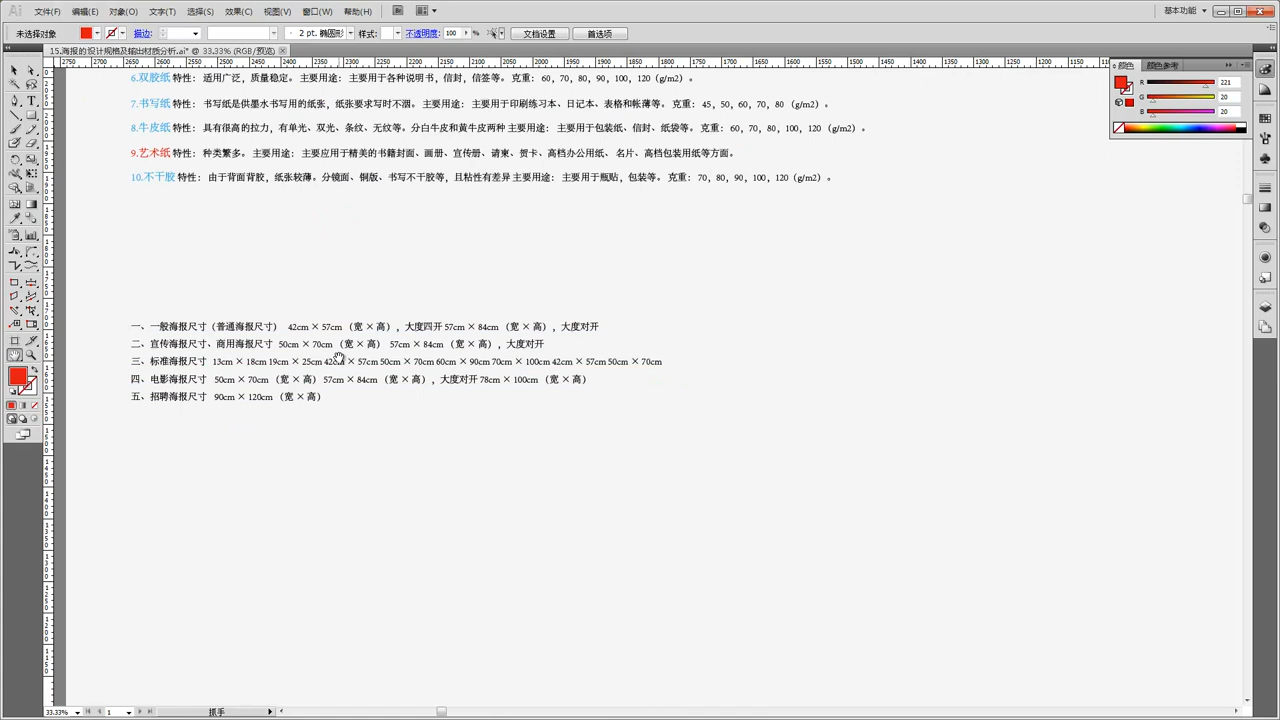 Ai 文件(F) 编辑(E) 对象(O) 文字(T) 选择(S) 效果(C) 视图(V) 窗口(W) 帮助(H) Br 基本功能
未选择对象 描边: 2 pt. 椭圆形 样式: 不透明度: 100 % 文档设置 首选项
15.海报的设计规格及输出材质分析.ai* @ 33.33% (RGB/预览)
颜色 颜色参考
R 221
G 20
B 20
6.双胶纸 特性： 适用广泛，质量稳定。 主要用途： 主要用于各种说明书，信封，信签等。 克重： 60, 70, 80, 90, 100, 120（g/m2）。
7.书写纸 特性： 书写纸是供墨水书写用的纸张，纸张要求写时不洇。 主要用途： 主要用于印刷练习本、日记本、表格和帐薄等。 克重： 45, 50, 60, 70, 80（g/m2）。
8.牛皮纸 特性： 具有很高的拉力，有单光、双光、条纹、无纹等。分白牛皮和黄牛皮两种 主要用途： 主要用于包装纸、信封、纸袋等。 克重： 60, 70, 80, 100, 120（g/m2）。
9.艺术纸 特性： 种类繁多。 主要用途： 主要应用于精美的书籍封面、画册、宣传册、请柬、贺卡、高档办公用纸、名片、高档包装用纸等方面。
10.不干胶 特性： 由于背面背胶，纸张较薄。分镜面、铜版、书写不干胶等，且粘性有差异 主要用途： 主要用于瓶贴，包装等。 克重： 70, 80, 90, 100, 120（g/m2）。
一、一般海报尺寸（普通海报尺寸） 42cm × 57cm （宽 × 高），大度四开 57cm × 84cm （宽 × 高），大度对开
二、宣传海报尺寸、商用海报尺寸 50cm × 70cm （宽 × 高） 57cm × 84cm （宽 × 高），大度对开
三、标准海报尺寸 13cm × 18cm 19cm × 25cm 42cm × 57cm 50cm × 70cm 60cm × 90cm 70cm × 100cm 42cm × 57cm 50cm × 70cm
四、电影海报尺寸 50cm × 70cm （宽 × 高） 57cm × 84cm （宽 × 高），大度对开 78cm × 100cm （宽 × 高）
五、招聘海报尺寸 90cm × 120cm （宽 × 高）
33.33% 1 抓手